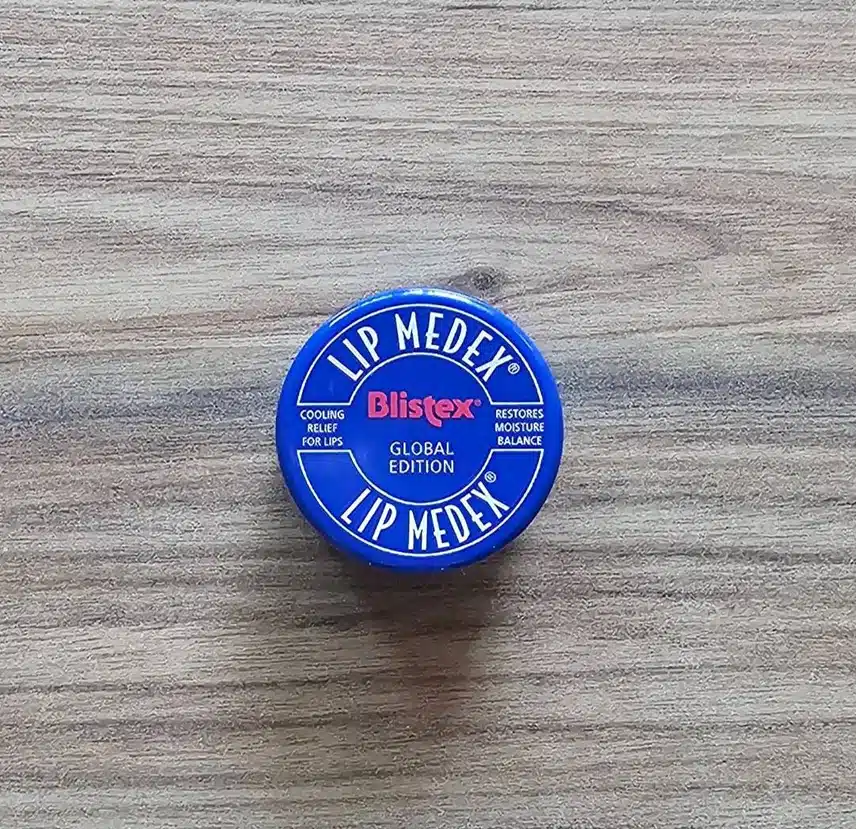 LIP MEDEX®
COOLING
RELIEF
FOR LIPS
Blistex®
GLOBAL
EDITION
RESTORES
MOISTURE
BALANCE
LIP MEDEX®